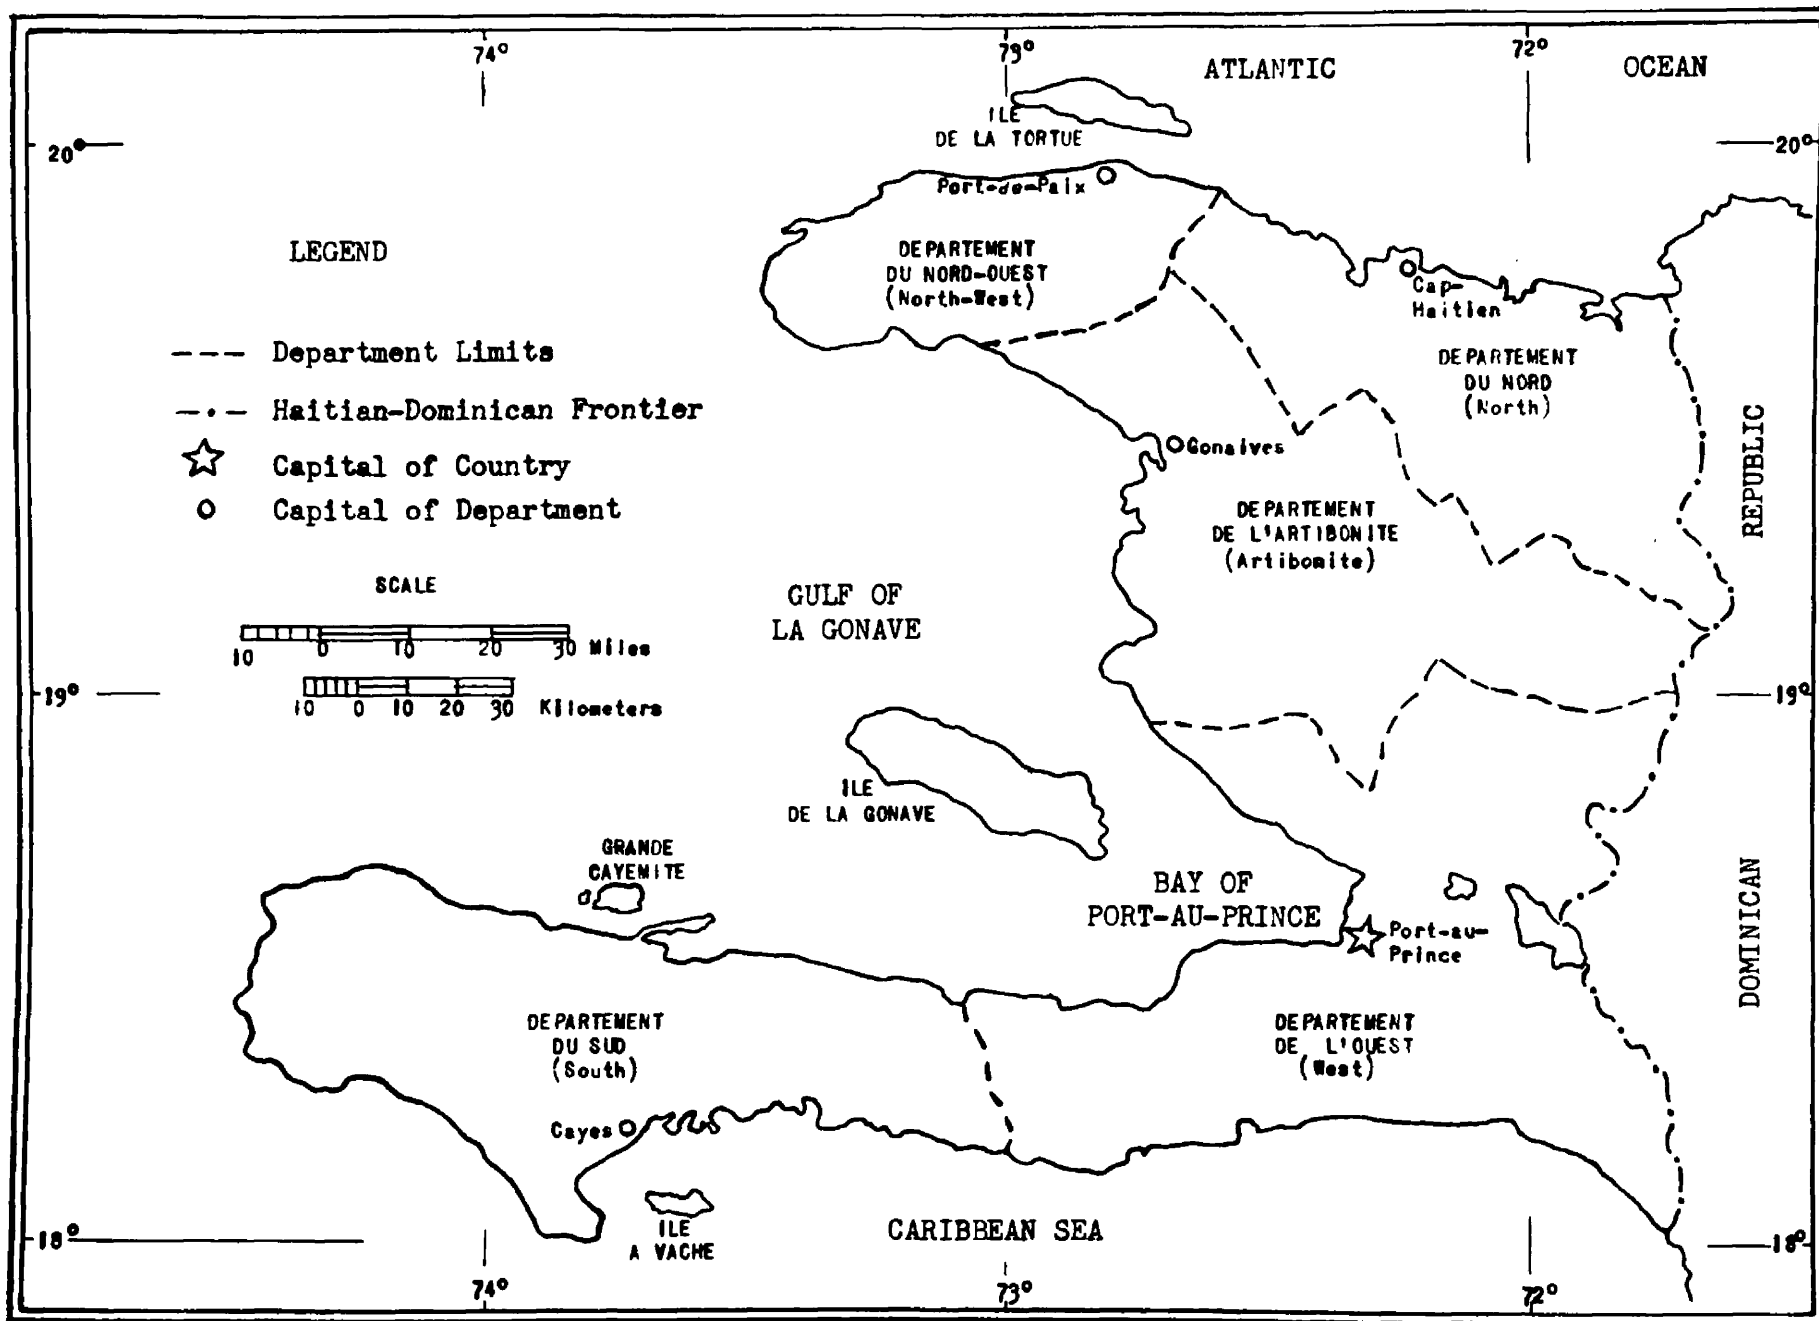 74°
73°
72°
ATLANTIC OCEAN
ILE
DE LA TORTUE
20°
20°
Port-de-Paix
LEGEND
DEPARTEMENT
DU NORD-OUEST
(North-West)
Cap-
Haitien
--- Department Limits
-·- Haitian-Dominican Frontier
☆ Capital of Country
o Capital of Department
DEPARTEMENT
DU NORD
(North)
Gonaives
DEPARTEMENT
DE L'ARTIBONITE
(Artibonite)
REPUBLIC
SCALE
10 0 10 20 30 Miles
10 0 10 20 30 Kilometers
GULF OF
LA GONAVE
19°
19°
ILE
DE LA GONAVE
GRANDE
CAYEMITE
BAY OF
PORT-AU-PRINCE
Port-au-
Prince
DOMINICAN
DEPARTEMENT
DU SUD
(South)
DEPARTEMENT
DE L'OUEST
(West)
Cayes
ILE
A VACHE
CARIBBEAN SEA
18°
18°
74°
73°
72°